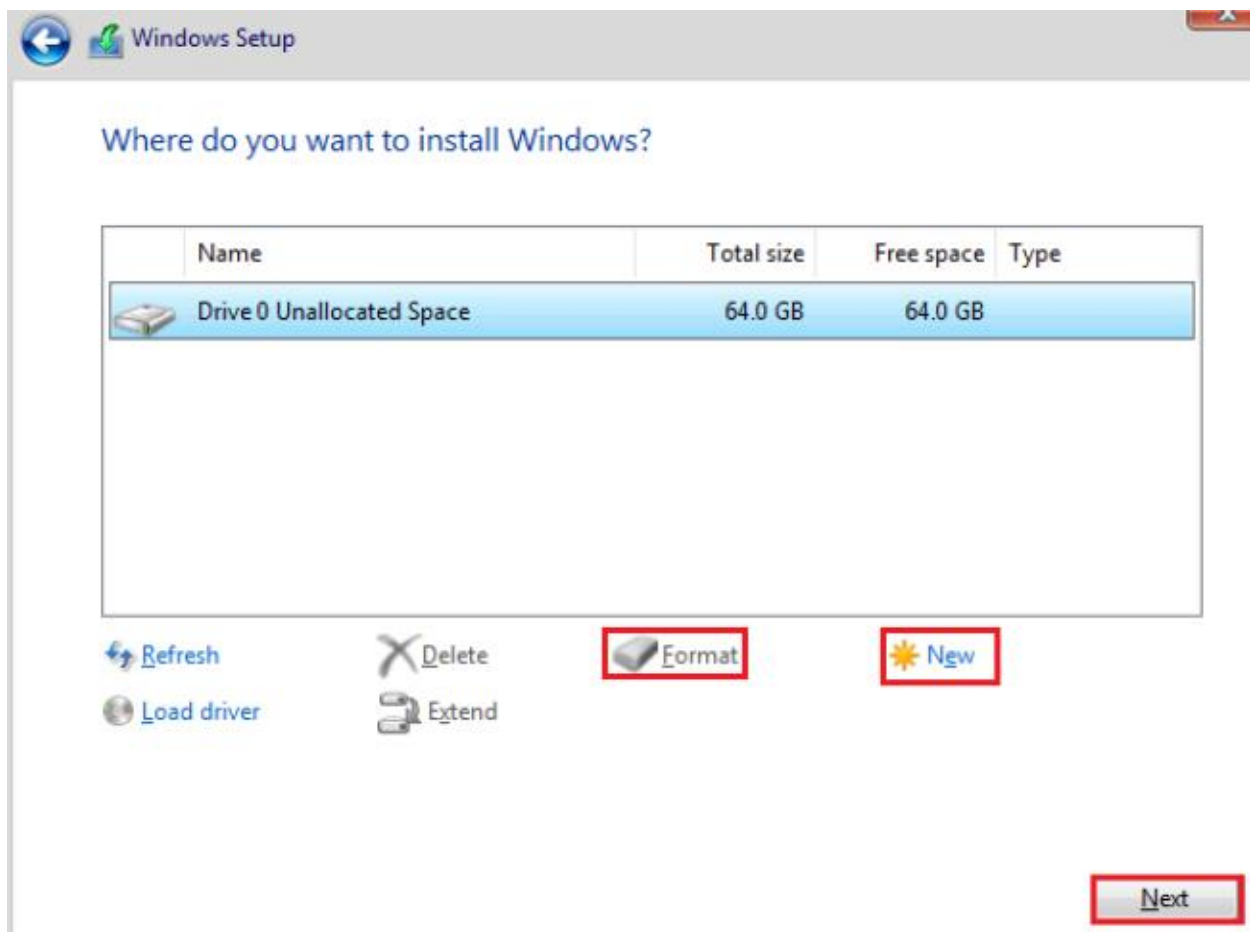 Windows Setup
Where do you want to install Windows?
Name Total size Free space Type
Drive 0 Unallocated Space 64.0 GB 64.0 GB
Refresh Delete Format New
Load driver Extend
Next